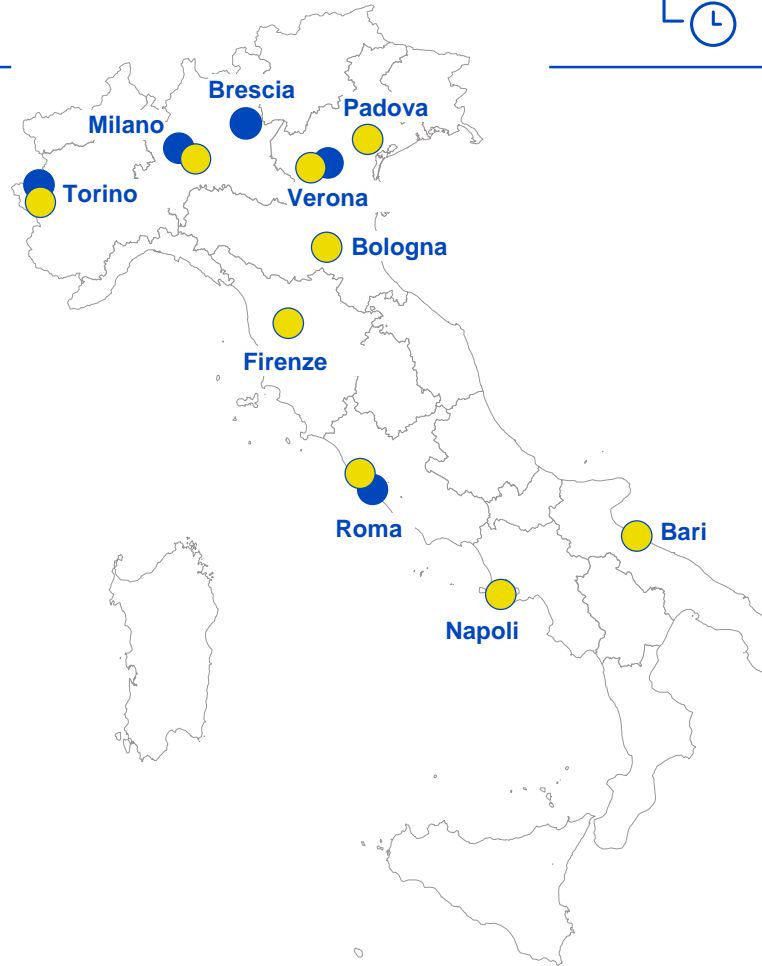 Brescia
Padova
Milano
Torino
Verona
Bologna
Firenze
Roma
Bari
Napoli